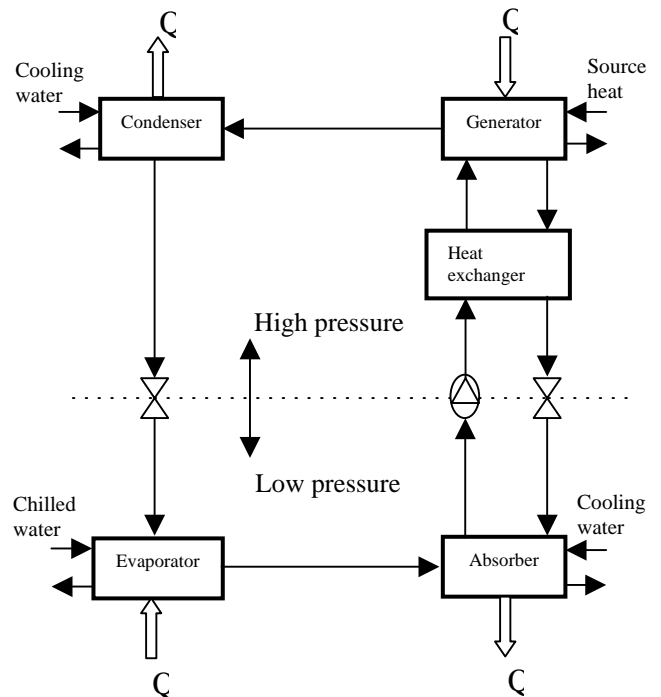 Q
Q
Cooling
water
Source
heat
Condenser
Generator
Heat
exchanger
High pressure
Low pressure
Chilled
water
Cooling
water
Evaporator
Absorber
Q
Q